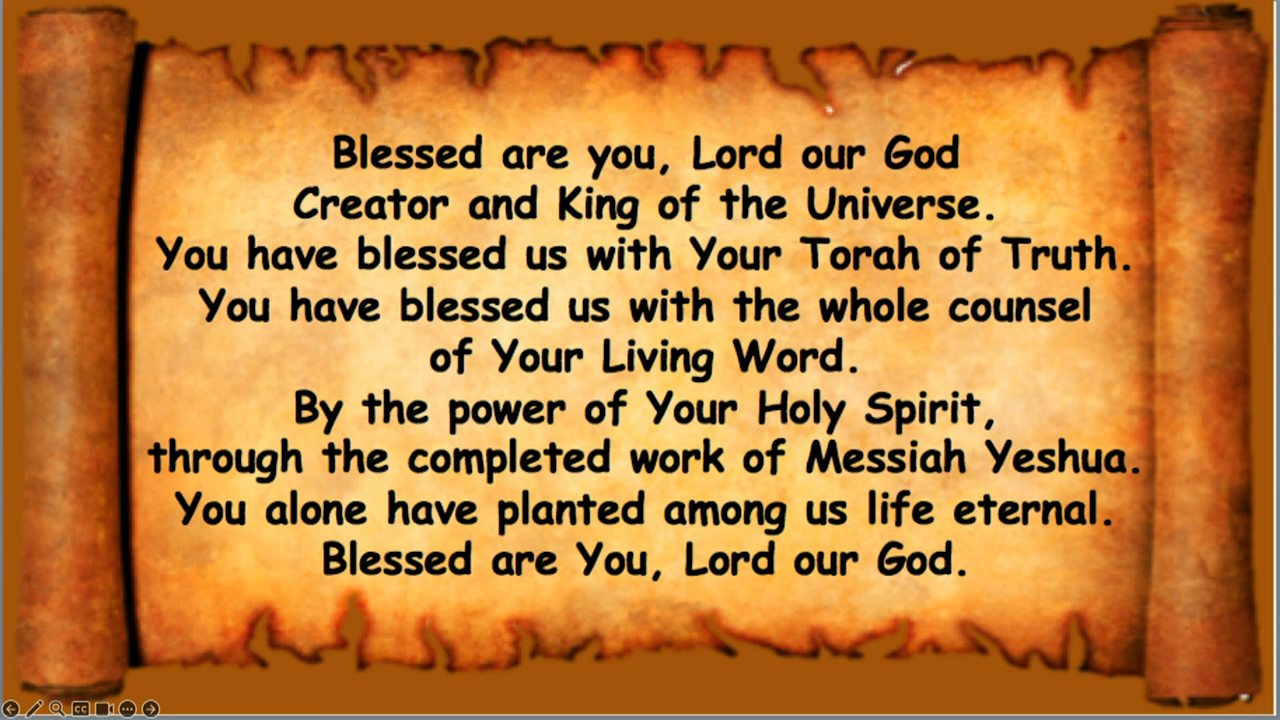 Blessed are you, Lord our God
Creator and King of the Universe.
You have blessed us with Your Torah of Truth.
You have blessed us with the whole counsel
of Your Living Word.
By the power of Your Holy Spirit,
through the completed work of Messiah Yeshua.
You alone have planted among us life eternal.
Blessed are You, Lord our God.
CC